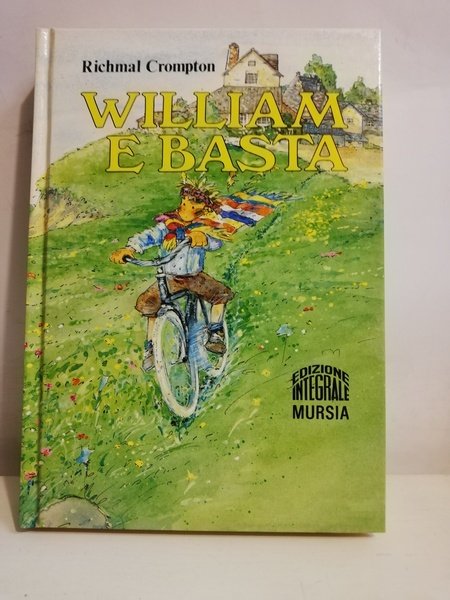 Richmal Crompton
WILLIAM
E BASTA
EDIZIONE
INTEGRALE
MURSIA